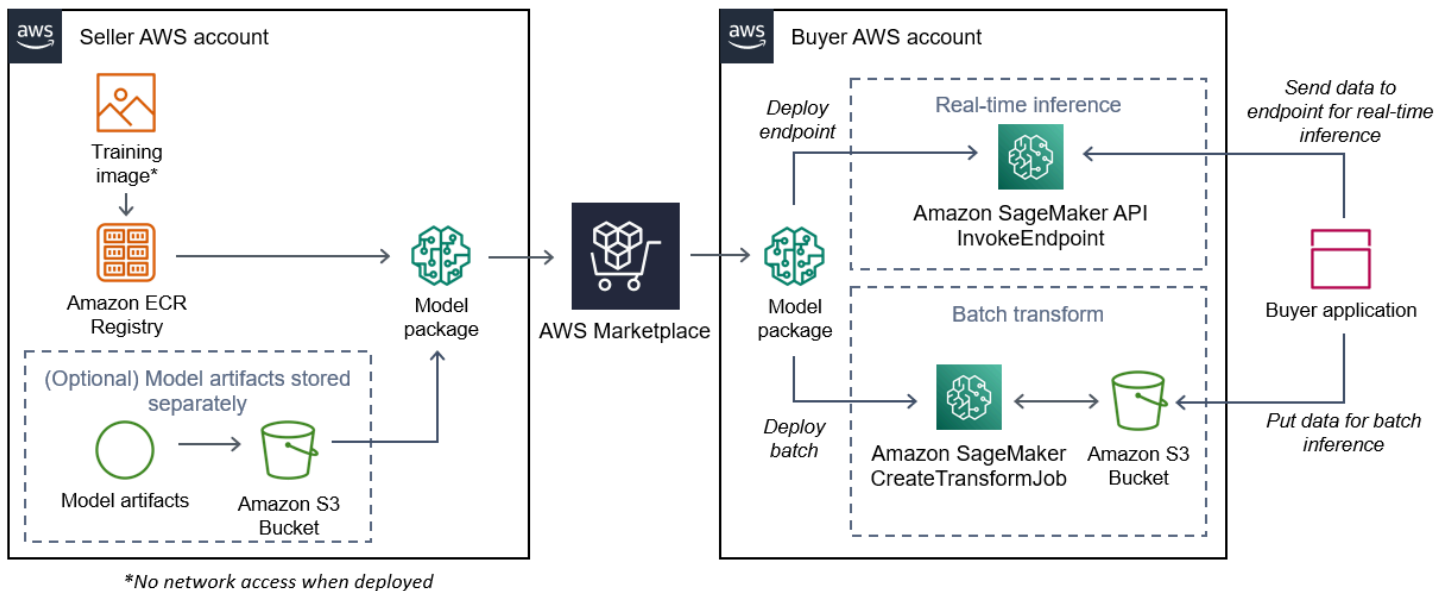 aws
Seller AWS account
Training
image*
Amazon ECR
Registry
Model
package
(Optional) Model artifacts stored
separately
Model artifacts
Amazon S3
Bucket
*No network access when deployed
AWS Marketplace
aws
Buyer AWS account
Deploy
endpoint
Model
package
Deploy
batch
Real-time inference
Amazon SageMaker API
InvokeEndpoint
Batch transform
Amazon SageMaker
CreateTransformJob
Amazon S3
Bucket
Send data to
endpoint for real-time
inference
Buyer application
Put data for batch
inference